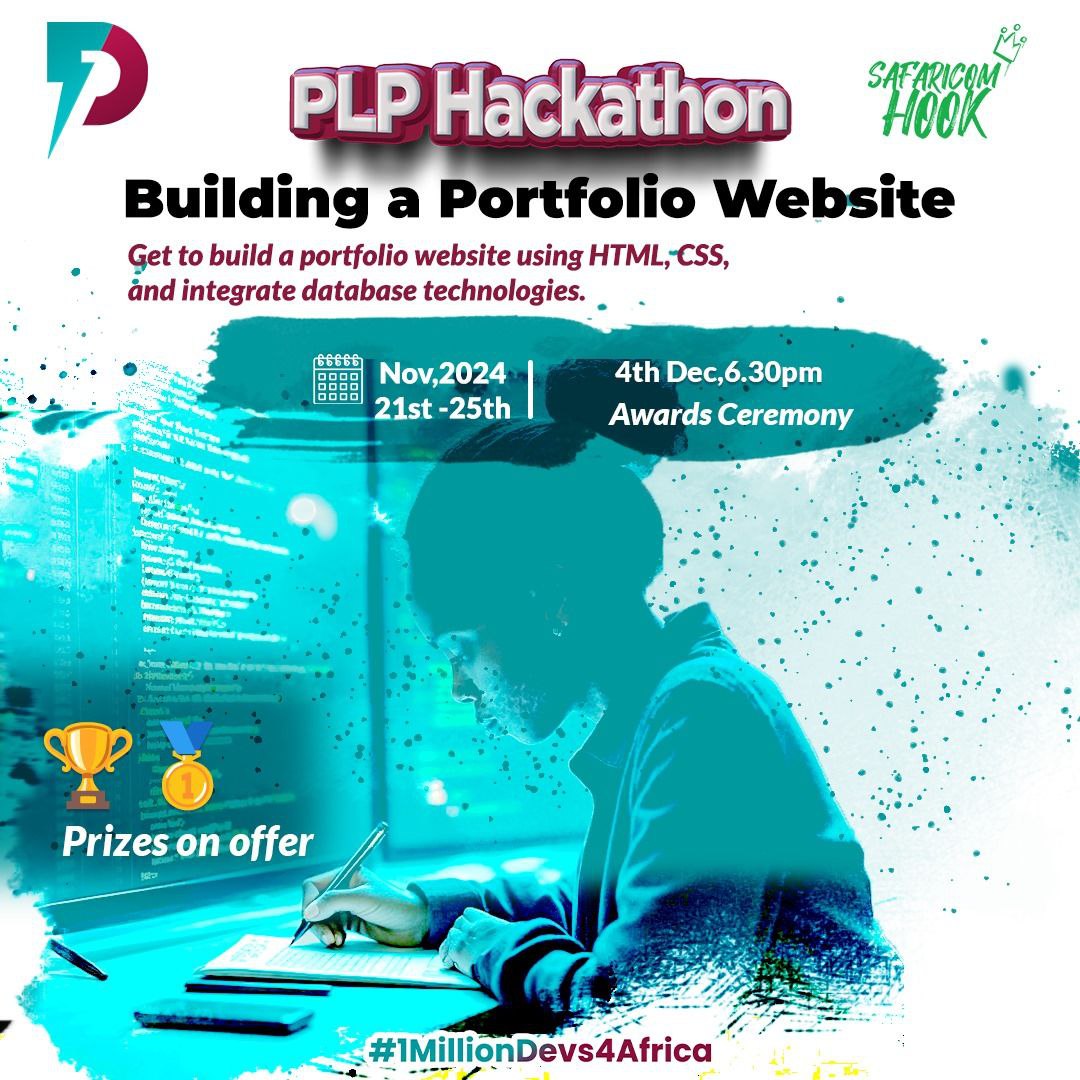 PLP Hackathon
SAFARICOM
HOOK
Building a Portfolio Website
Get to build a portfolio website using HTML, CSS,
and integrate database technologies.
Nov,2024
21st -25th
4th Dec,6.30pm
Awards Ceremony
1
Prizes on offer
#1MillionDevs4Africa